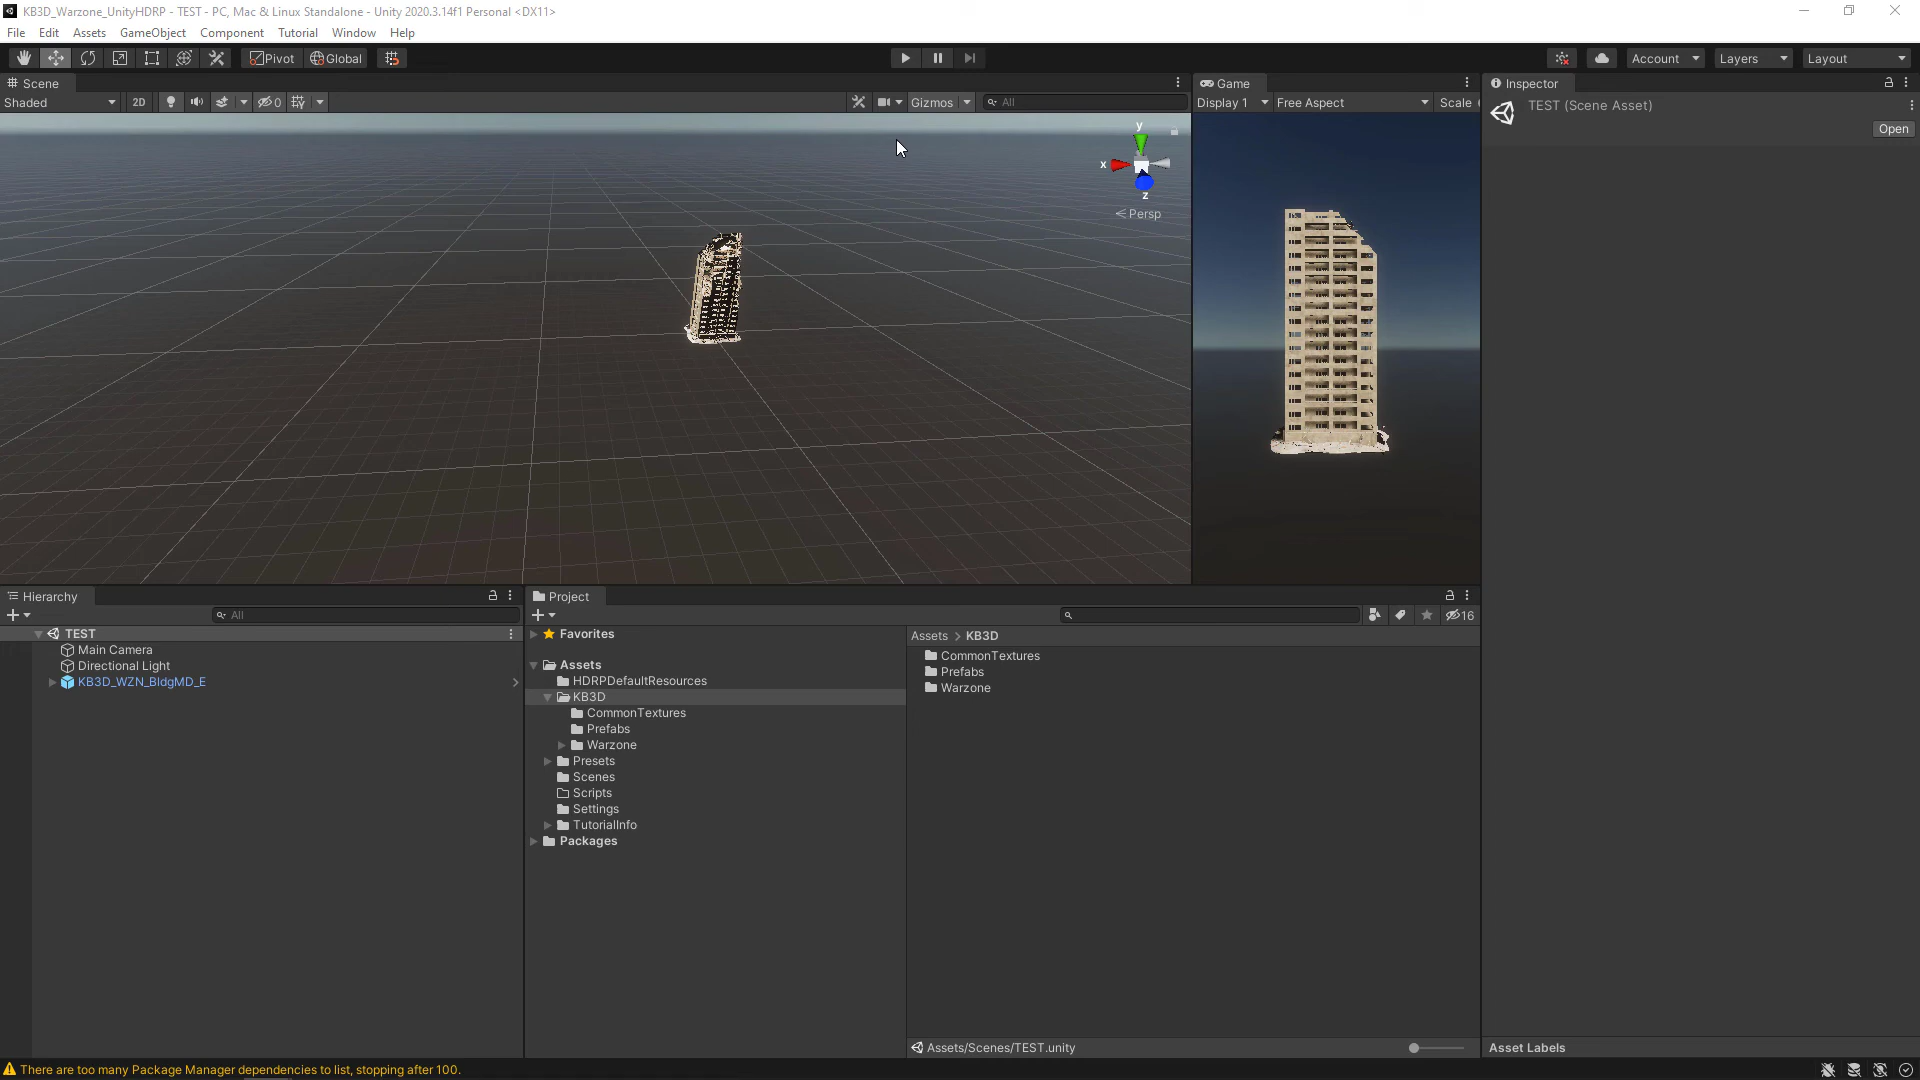 KB3D_Warzone_UnityHDRP - TEST - PC, Mac & Linux Standalone - Unity 2020.3.14f1 Personal <DX11>
File Edit Assets GameObject Component Tutorial Window Help
Pivot Global Account Layers Layout
Scene
Shaded 2D 0 Gizmos All
y
x
z
Persp
Game
Display 1 Free Aspect Scale
Inspector
TEST (Scene Asset)
Open
Hierarchy
All
TEST
Main Camera
Directional Light
KB3D_WZN_BldgMD_E
Project
16
Favorites
Assets
HDRPDefaultResources
KB3D
CommonTextures
Prefabs
Warzone
Presets
Scenes
Scripts
Settings
TutorialInfo
Packages
Assets > KB3D
CommonTextures
Prefabs
Warzone
Assets/Scenes/TEST.unity
Asset Labels
There are too many Package Manager dependencies to list, stopping after 100.